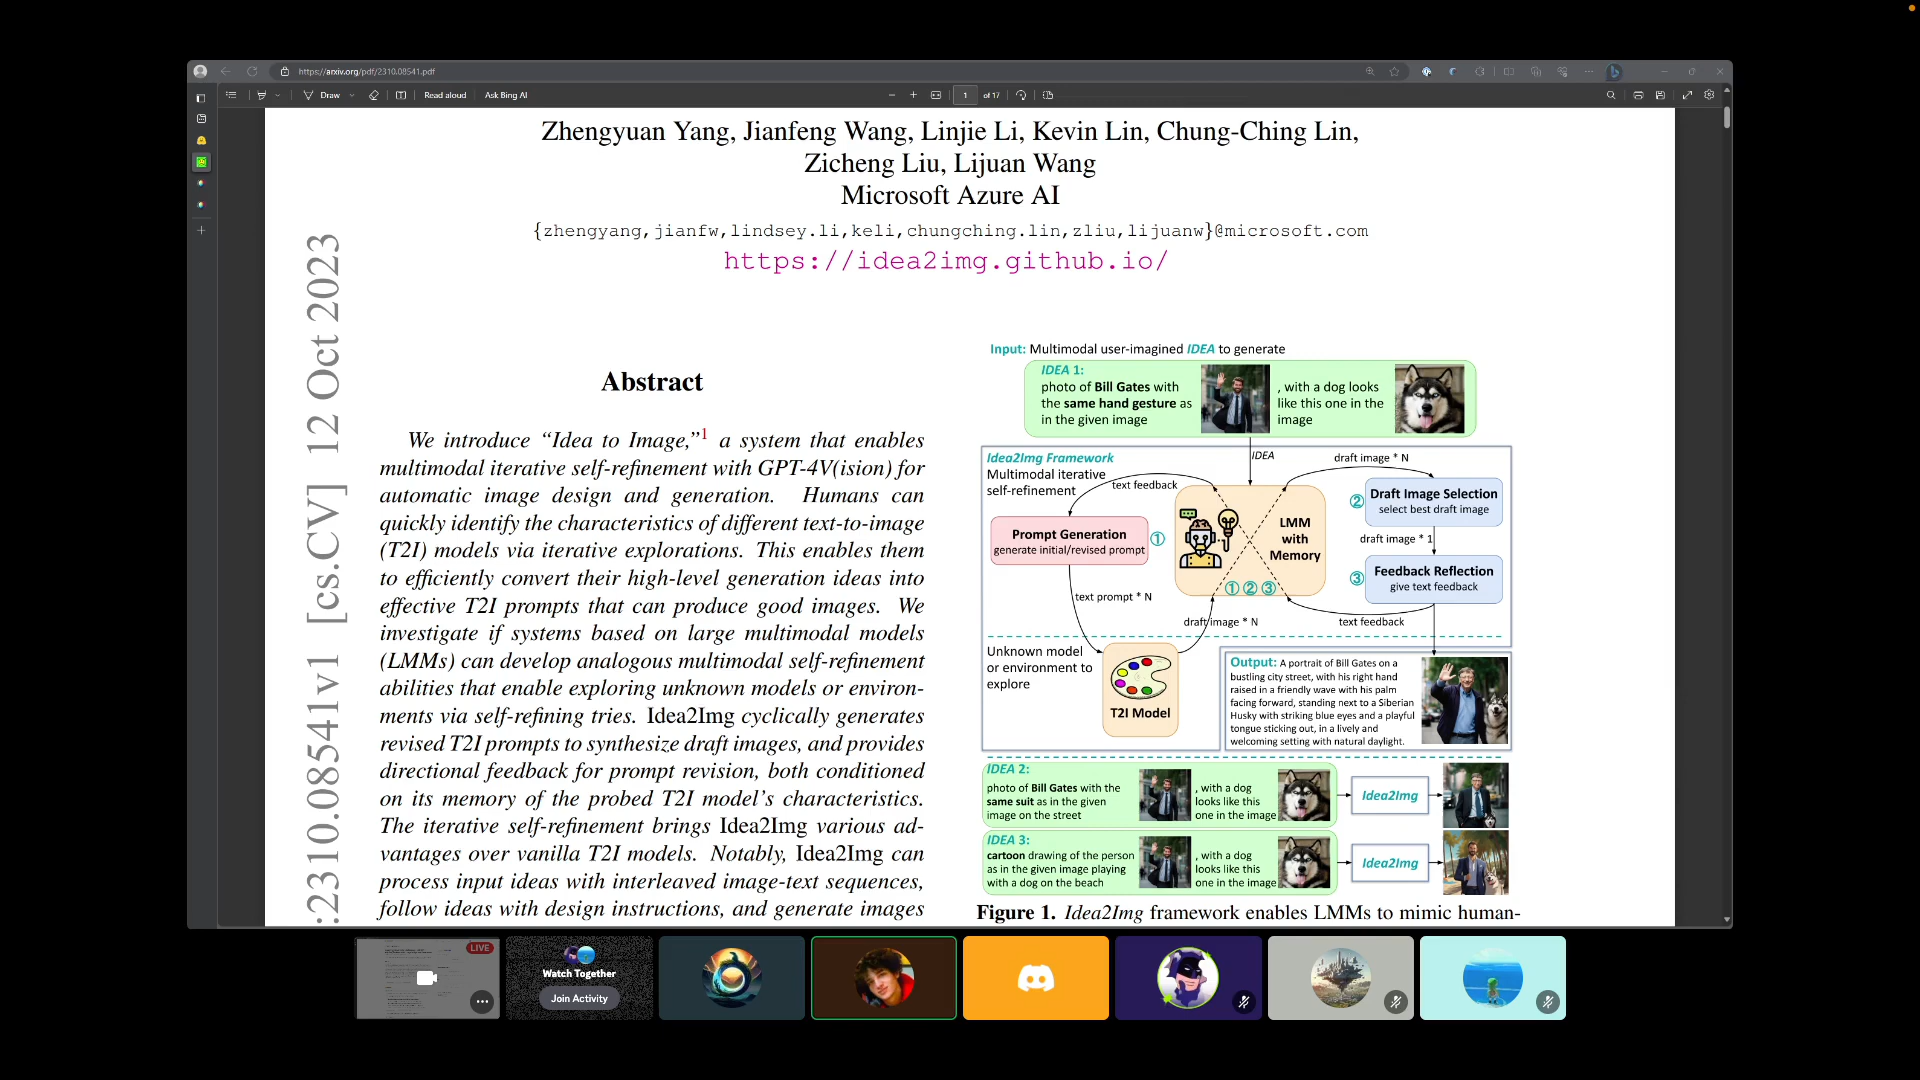 https://arxiv.org/pdf/2310.08541.pdf
Draw
Read aloud
Ask Bing AI
1
of 17
Zhengyuan Yang, Jianfeng Wang, Linjie Li, Kevin Lin, Chung-Ching Lin,
Zicheng Liu, Lijuan Wang
Microsoft Azure AI
{zhengyang,jianfw,lindsey.li,keli,chungching.lin,zliu,lijuanw}@microsoft.com
https://idea2img.github.io/
:2310.08541v1 [cs.CV] 12 Oct 2023
Abstract
We introduce “Idea to Image,”1 a system that enables
multimodal iterative self-refinement with GPT-4V(ision) for
automatic image design and generation. Humans can
quickly identify the characteristics of different text-to-image
(T2I) models via iterative explorations. This enables them
to efficiently convert their high-level generation ideas into
effective T2I prompts that can produce good images. We
investigate if systems based on large multimodal models
(LMMs) can develop analogous multimodal self-refinement
abilities that enable exploring unknown models or environ-
ments via self-refining tries. Idea2Img cyclically generates
revised T2I prompts to synthesize draft images, and provides
directional feedback for prompt revision, both conditioned
on its memory of the probed T2I model’s characteristics.
The iterative self-refinement brings Idea2Img various ad-
vantages over vanilla T2I models. Notably, Idea2Img can
process input ideas with interleaved image-text sequences,
follow ideas with design instructions, and generate images
Input: Multimodal user-imagined IDEA to generate
IDEA 1:
photo of Bill Gates with
the same hand gesture as
in the given image
, with a dog looks
like this one in the
image
Idea2Img Framework
Multimodal iterative
self-refinement
IDEA
text feedback
draft image * N
Prompt Generation
generate initial/revised prompt
①
LMM
with
Memory
① ② ③
②
Draft Image Selection
select best draft image
draft image * 1
③
Feedback Reflection
give text feedback
text prompt * N
draft image * N
text feedback
Unknown model
or environment to
explore
T2I Model
Output: A portrait of Bill Gates on a
bustling city street, with his right hand
raised in a friendly wave with his palm
facing forward, standing next to a Siberian
Husky with striking blue eyes and a playful
tongue sticking out, in a lively and
welcoming setting with natural daylight.
IDEA 2:
photo of Bill Gates with the
same suit as in the given
image on the street
, with a dog
looks like this
one in the image
Idea2Img
IDEA 3:
cartoon drawing of the person
as in the given image playing
with a dog on the beach
, with a dog
looks like this
one in the image
Idea2Img
Figure 1. Idea2Img framework enables LMMs to mimic human-
LIVE
Watch Together
Join Activity